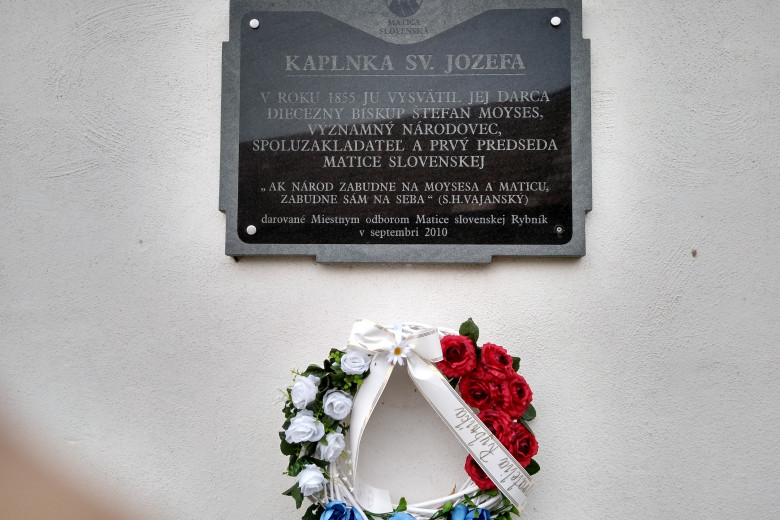 MATICA
SLOVENSKÁ
KAPLNKA SV. JOZEFA
V ROKU 1855 JU VYSVÄTIL JEJ DARCA
DIECEZNÝ BISKUP ŠTEFAN MOYSES,
VÝZNAMNÝ NÁRODOVEC,
SPOLUZAKLADATEĽ A PRVÝ PREDSEDA
MATICE SLOVENSKEJ
„AK NÁROD ZABUDNE NA MOYSESA A MATICU,
ZABUDNE SÁM NA SEBA“ (S.H.VAJANSKÝ)
darované Miestnym odborom Matice slovenskej Rybník
v septembri 2010
Rybníka